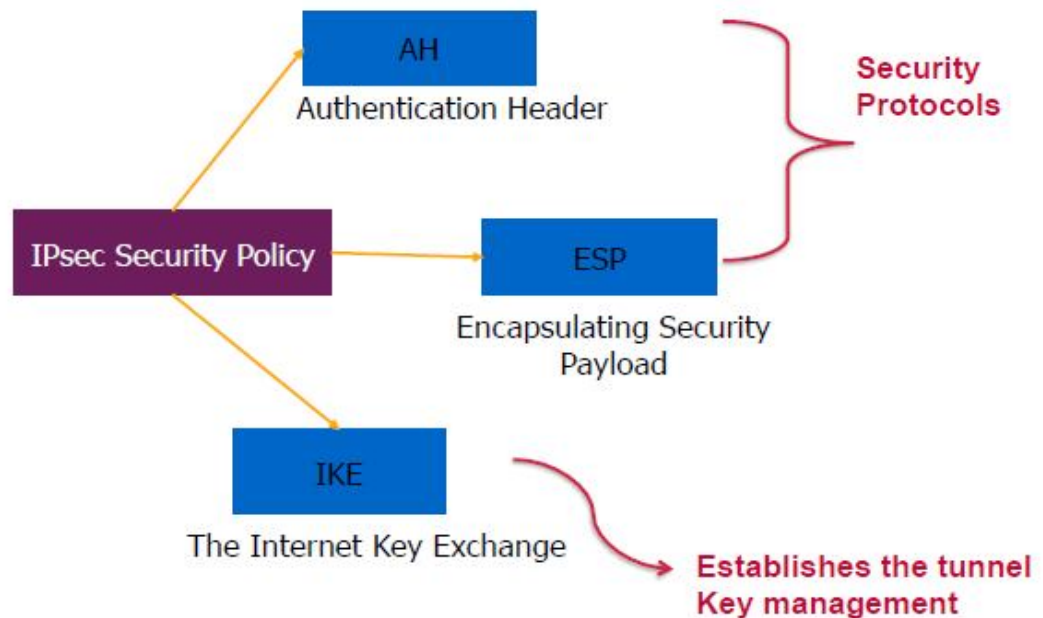 AH
Authentication Header
Security
Protocols
IPsec Security Policy
ESP
Encapsulating Security
Payload
IKE
The Internet Key Exchange
Establishes the tunnel
Key management